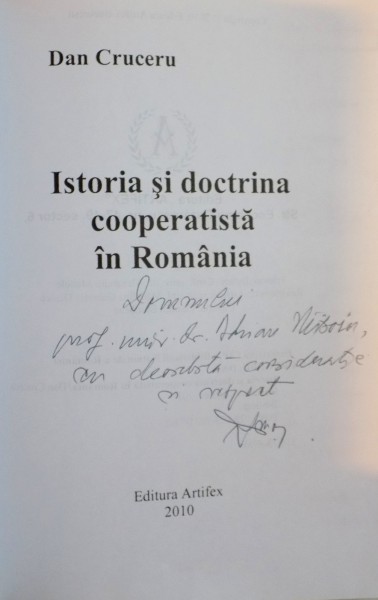 Dan Cruceru
Istoria și doctrina
cooperatistă
în România
Domnului
prof. univ. dr.
cu deosebită considerație
și respect
Editura Artifex
2010